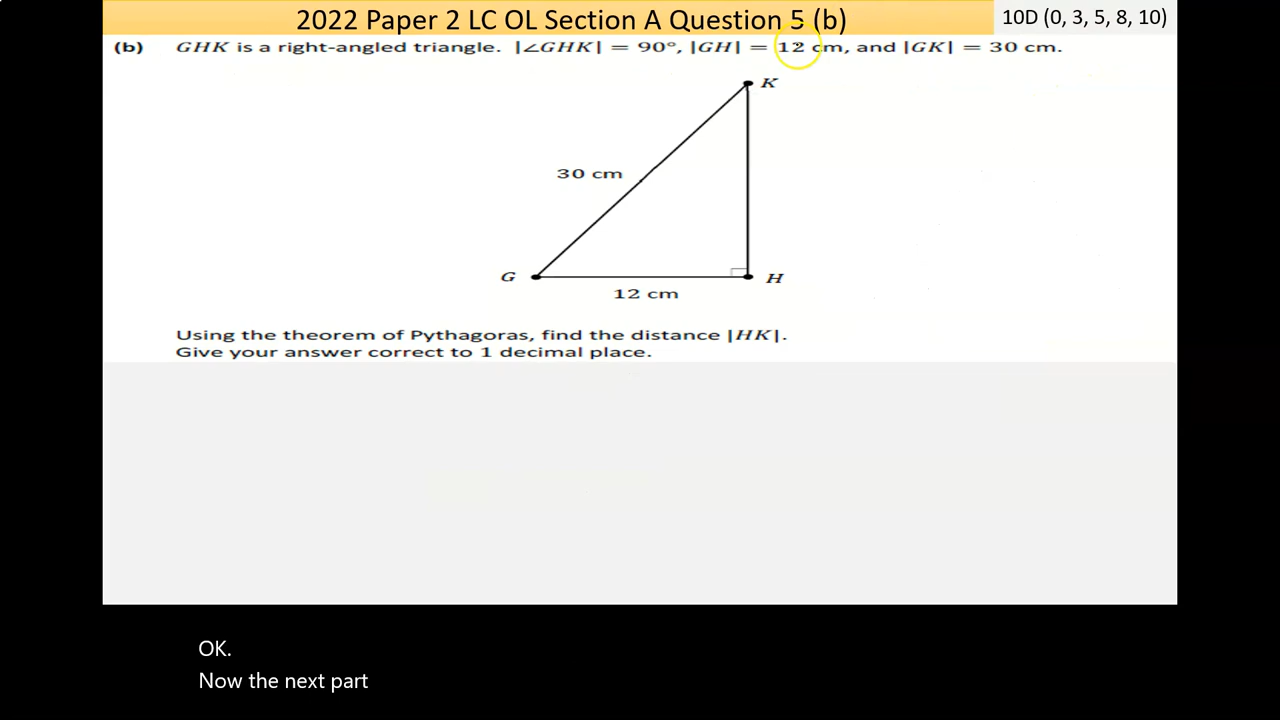 2022 Paper 2 LC OL Section A Question 5 (b)
10D (0, 3, 5, 8, 10)
(b) GHK is a right-angled triangle. |∠GHK| = 90°, |GH| = 12 cm, and |GK| = 30 cm.
K
30 cm
G
H
12 cm
Using the theorem of Pythagoras, find the distance |HK|.
Give your answer correct to 1 decimal place.
OK.
Now the next part